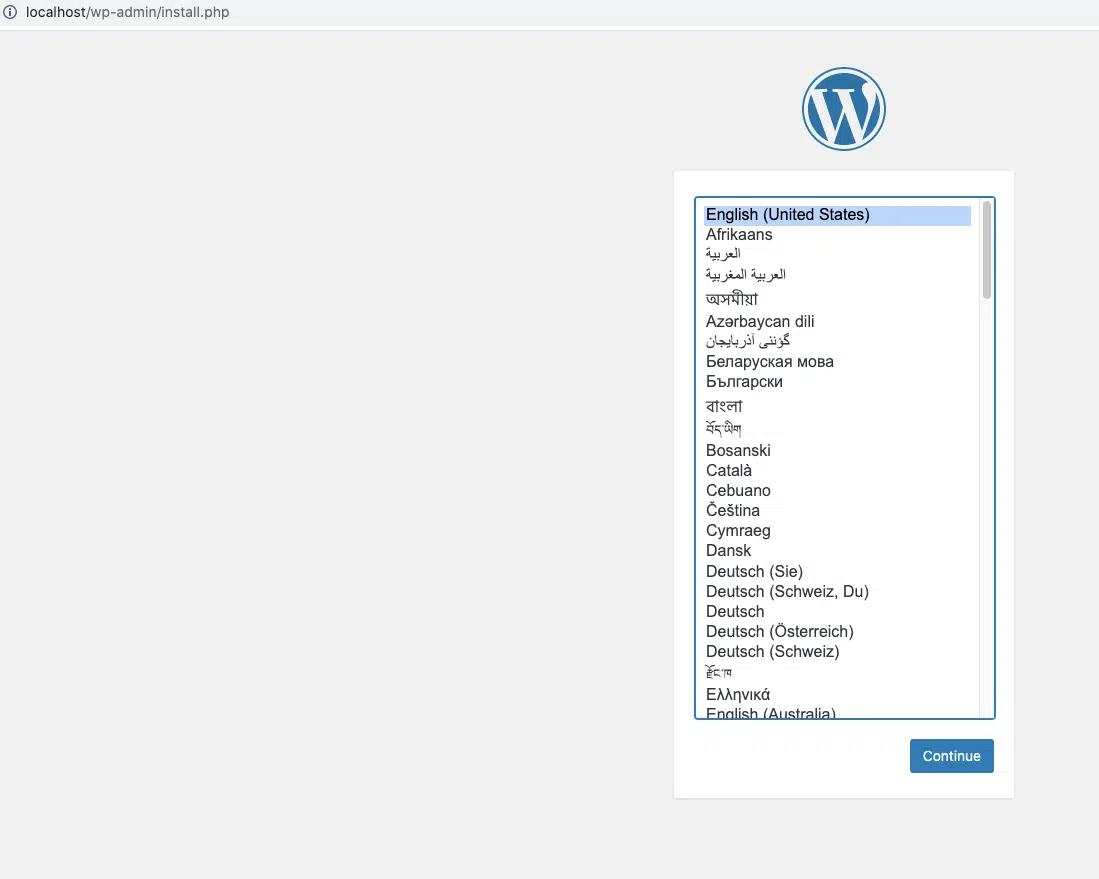 localhost/wp-admin/install.php
W
English (United States)
Afrikaans
العربية
العربية المغربية
অসমীয়া
Azərbaycan dili
گؤننی آذربایجان
Беларуская мова
Български
বাংলা
བོད་ཡིག
Bosanski
Català
Cebuano
Čeština
Cymraeg
Dansk
Deutsch (Sie)
Deutsch (Schweiz, Du)
Deutsch
Deutsch (Österreich)
Deutsch (Schweiz)
རྫོང་ཁ
Ελληνικά
English (Australia)
Continue